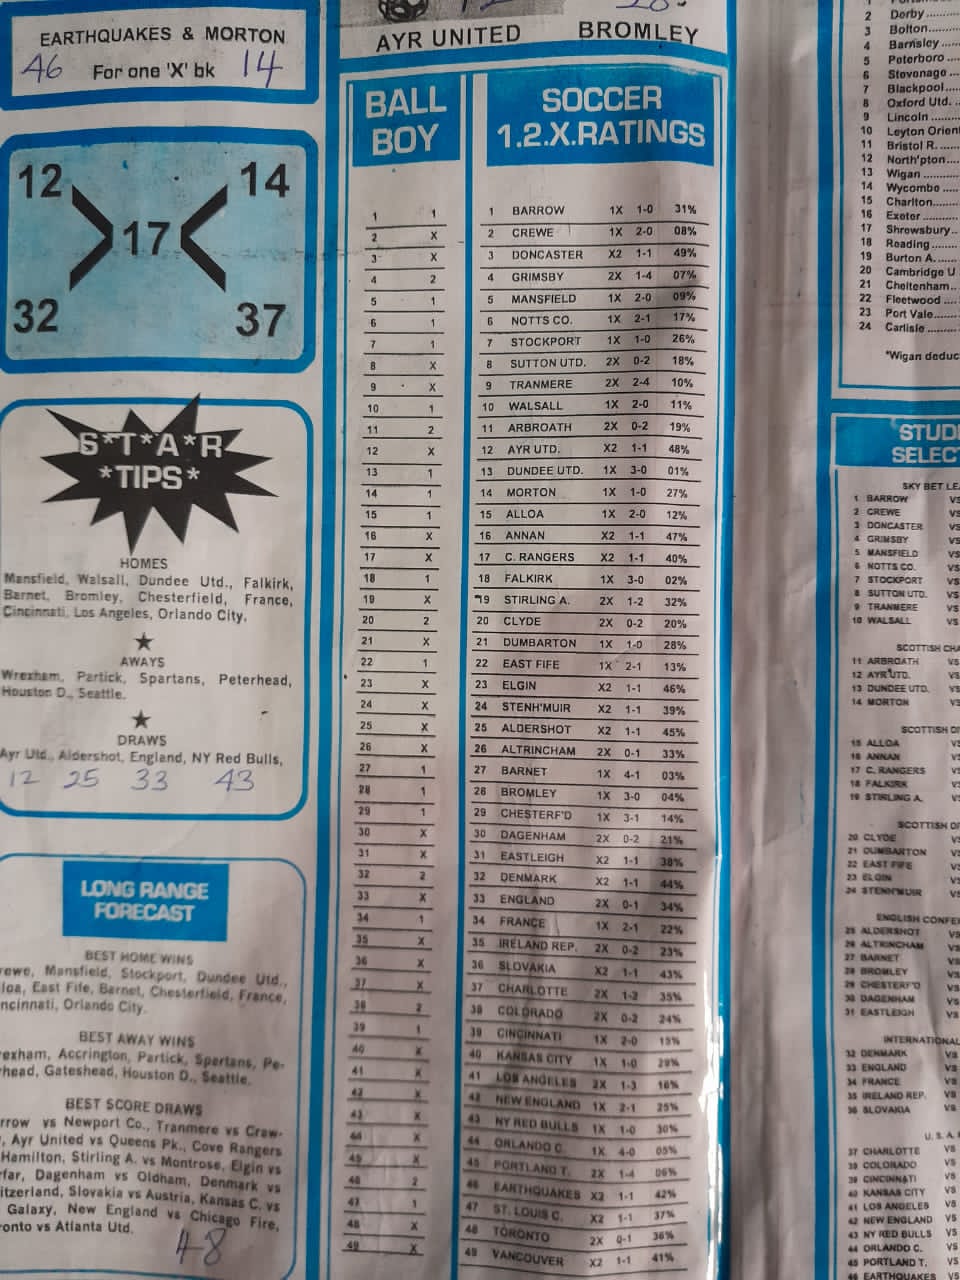 EARTHQUAKES & MORTON
46 For one 'X' bk 14
12 14
17
32 37
S*T*A*R
*TIPS*
HOMES
Mansfield, Walsall, Dundee Utd., Falkirk,
Barnet, Bromley, Chesterfield, France,
Cincinnati, Los Angeles, Orlando City.
AWAYS
Wrexham, Partick, Spartans, Peterhead,
Houston D., Seattle.
DRAWS
Ayr Utd., Aldershot, England, NY Red Bulls,
12 25 33 43
LONG RANGE
FORECAST
BEST HOME WINS
rewe, Mansfield, Stockport, Dundee Utd.,
loa, East Fife, Barnet, Chesterfield, France,
ncinnati, Orlando City.
BEST AWAY WINS
rexham, Accrington, Partick, Spartans, Pe-
rhead, Gateshead, Houston D., Seattle.
BEST SCORE DRAWS
rrow vs Newport Co., Tranmere vs Craw-
, Ayr United vs Queens Pk., Cove Rangers
Hamilton, Stirling A. vs Montrose, Elgin vs
rfar, Dagenham vs Oldham, Denmark vs
itzerland, Slovakia vs Austria, Kansas C. vs
Galaxy, New England vs Chicago Fire,
ronto vs Atlanta Utd.
48
AYR UNITED BROMLEY
BALL
BOY
1 1
2 X
3 X
4 2
5 1
6 1
7 1
8 X
9 X
10 1
11 2
12 X
13 1
14 1
15 1
16 X
17 X
18 1
19 X
20 2
21 X
22 1
23 X
24 X
25 X
26 X
27 1
28 1
29 1
30 X
31 X
32 2
33 X
34 1
35 X
36 X
37 X
38 2
39 1
40 X
41 X
42 X
43 X
44 X
45 X
46 2
47 1
48 X
49 X
SOCCER
1.2.X.RATINGS
1 BARROW 1X 1-0 31%
2 CREWE 1X 2-0 08%
3 DONCASTER X2 1-1 49%
4 GRIMSBY 2X 1-4 07%
5 MANSFIELD 1X 2-0 09%
6 NOTTS CO. 1X 2-1 17%
7 STOCKPORT 1X 1-0 26%
8 SUTTON UTD. 2X 0-2 18%
9 TRANMERE 2X 2-4 10%
10 WALSALL 1X 2-0 11%
11 ARBROATH 2X 0-2 19%
12 AYR UTD. X2 1-1 48%
13 DUNDEE UTD. 1X 3-0 01%
14 MORTON 1X 1-0 27%
15 ALLOA 1X 2-0 12%
16 ANNAN X2 1-1 47%
17 C. RANGERS X2 1-1 40%
18 FALKIRK 1X 3-0 02%
19 STIRLING A. 2X 1-2 32%
20 CLYDE 2X 0-2 20%
21 DUMBARTON 1X 1-0 28%
22 EAST FIFE 1X 2-1 13%
23 ELGIN X2 1-1 46%
24 STENH'MUIR X2 1-1 39%
25 ALDERSHOT X2 1-1 45%
26 ALTRINCHAM 2X 0-1 33%
27 BARNET 1X 4-1 03%
28 BROMLEY 1X 3-0 04%
29 CHESTERF'D 1X 3-1 14%
30 DAGENHAM 2X 0-2 21%
31 EASTLEIGH X2 1-1 38%
32 DENMARK X2 1-1 44%
33 ENGLAND 2X 0-1 34%
34 FRANCE 1X 2-1 22%
35 IRELAND REP. 2X 0-2 23%
36 SLOVAKIA X2 1-1 43%
37 CHARLOTTE 2X 1-2 35%
38 COLORADO 2X 0-2 24%
39 CINCINNATI 1X 2-0 15%
40 KANSAS CITY 1X 1-0 29%
41 LOS ANGELES 2X 1-3 16%
42 NEW ENGLAND 1X 2-1 25%
43 NY RED BULLS 1X 1-0 30%
44 ORLANDO C. 1X 4-0 05%
45 PORTLAND T. 2X 1-4 06%
46 EARTHQUAKES X2 1-1 42%
47 ST. LOUIS C. X2 1-1 37%
48 TORONTO 2X 0-1 36%
49 VANCOUVER X2 1-1 41%
2 Derby
3 Bolton
4 Barnsley
5 Peterboro
6 Stevenage
7 Blackpool
8 Oxford Utd.
9 Lincoln
10 Leyton Orient
11 Bristol R.
12 North'pton
13 Wigan
14 Wycombe
15 Charlton
16 Exeter
17 Shrewsbury
18 Reading
19 Burton A.
20 Cambridge U
21 Cheltenham
22 Fleetwood
23 Port Vale
24 Carlisle
*Wigan deduc
STUD
SELECT
SKY BET LEA
1 BARROW VS
2 CREWE VS
3 DONCASTER VS
4 GRIMSBY VS
5 MANSFIELD VS
6 NOTTS CO. VS
7 STOCKPORT VS
8 SUTTON UTD. VS
9 TRANMERE VS
10 WALSALL VS
SCOTTISH CHA
11 ARBROATH VS
12 AYR UTD. VS
13 DUNDEE UTD. VS
14 MORTON VS
SCOTTISH DI
15 ALLOA VS
16 ANNAN VS
17 C. RANGERS VS
18 FALKIRK VS
19 STIRLING A. VS
SCOTTISH DI
20 CLYDE VS
21 DUMBARTON VS
22 EAST FIFE VS
23 ELGIN VS
24 STENH'MUIR VS
ENGLISH CONFE
25 ALDERSHOT VS
26 ALTRINCHAM VS
27 BARNET VS
28 BROMLEY VS
29 CHESTERF'D VS
30 DAGENHAM VS
31 EASTLEIGH VS
INTERNATIONAL
32 DENMARK VS
33 ENGLAND VS
34 FRANCE VS
35 IRELAND REP. VS
36 SLOVAKIA VS
U. S. A.
37 CHARLOTTE VS
38 COLORADO VS
39 CINCINNATI VS
40 KANSAS CITY VS
41 LOS ANGELES VS
42 NEW ENGLAND VS
43 NY RED BULLS VS
44 ORLANDO C. VS
45 PORTLAND T. VS
46 EARTHQUAKES VS